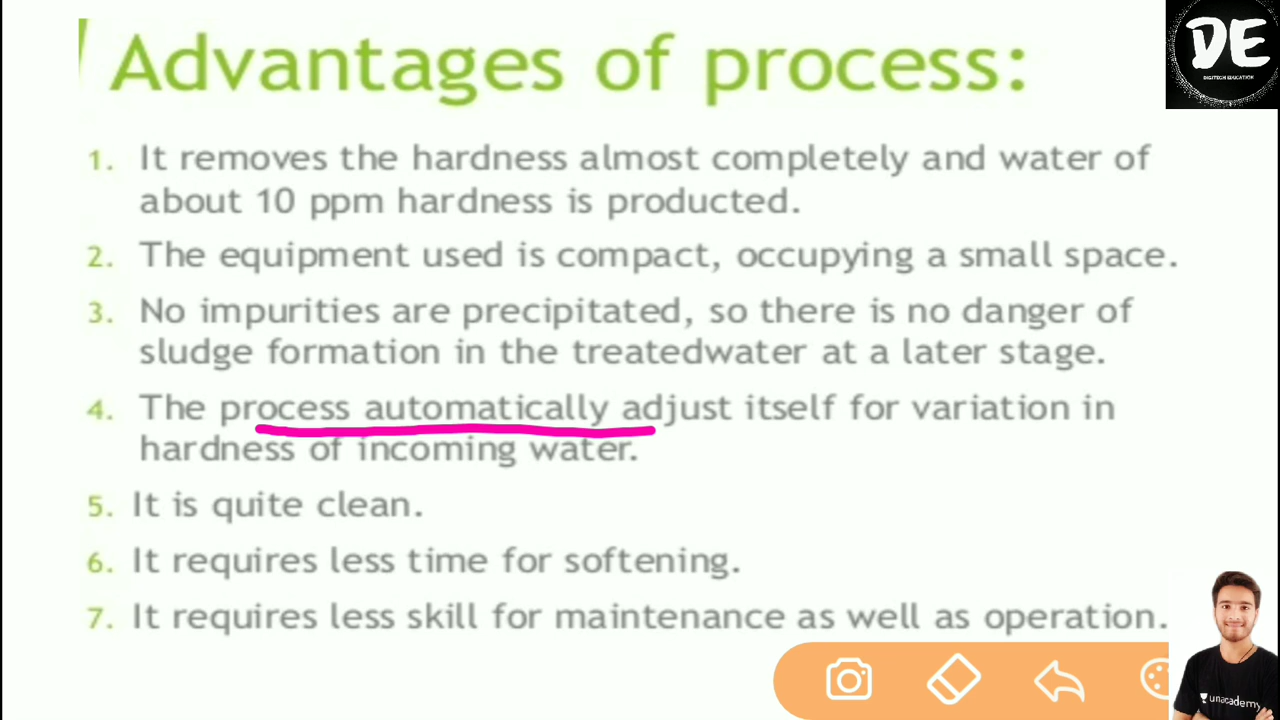 Advantages of process:
DE
DIGITECH EDUCATION
1. It removes the hardness almost completely and water of
about 10 ppm hardness is producted.
2. The equipment used is compact, occupying a small space.
3. No impurities are precipitated, so there is no danger of
sludge formation in the treatedwater at a later stage.
4. The process automatically adjust itself for variation in
hardness of incoming water.
5. It is quite clean.
6. It requires less time for softening.
7. It requires less skill for maintenance as well as operation.
unacademy